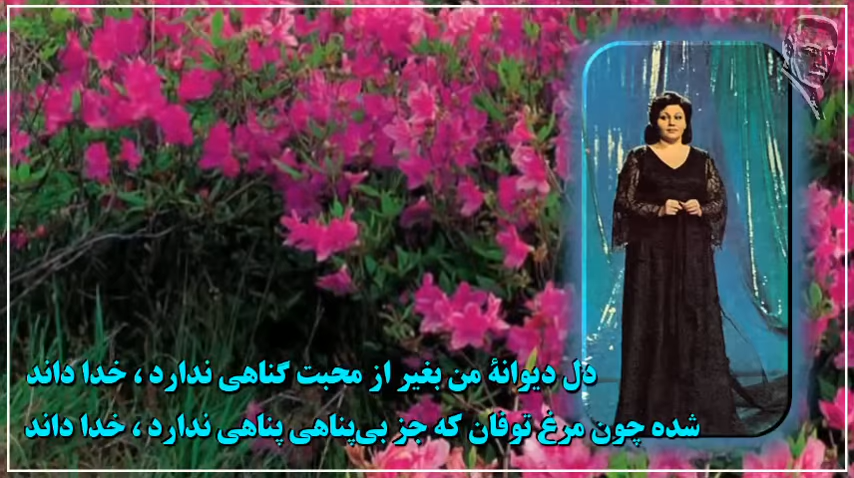 دل دیوانهٔ من بغیر از محبت گناهی ندارد ، خدا داند
شده چون مرغ توفان که جز بی‌پناهی پناهی ندارد ، خدا داند